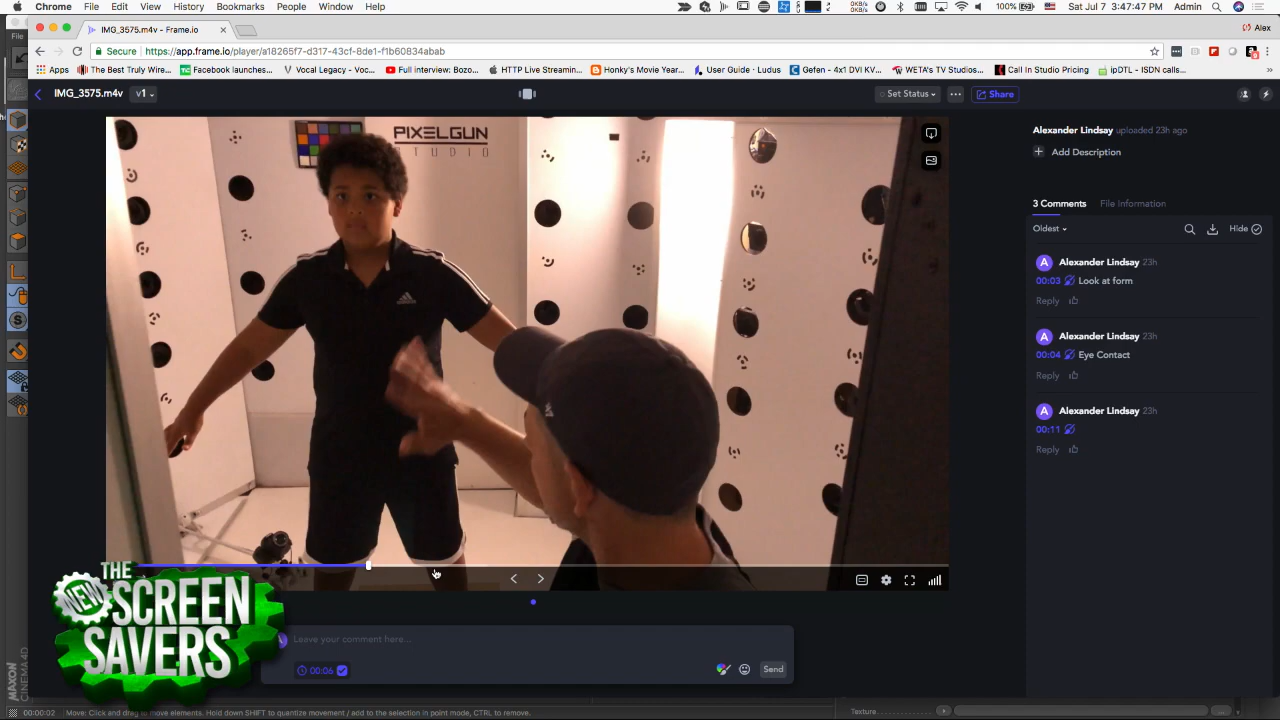 Chrome File Edit View History Bookmarks People Window Help
0KB/s
0KB/s
100% Sat Jul 7 3:47:47 PM Admin
IMG_3575.m4v - Frame.io
Alex
File
Secure https://app.frame.io/player/a18265f7-d317-43cf-8de1-f1b60834abab
Apps The Best Truly Wire... Facebook launches... Vocal Legacy - Voc... Full interview: Bozo... HTTP Live Streamin... Honky's Movie Year... User Guide · Ludus Gefen - 4x1 DVI KV... WETA's TV Studios... Call In Studio Pricing ipDTL - ISDN calls...
IMG_3575.m4v v1
Set Status
Share
PIXELGUN
STUDIO
Alexander Lindsay uploaded 23h ago
+ Add Description
3 Comments File Information
Oldest
Hide
A Alexander Lindsay 23h
00:03 Look at form
Reply
A Alexander Lindsay 23h
00:04 Eye Contact
Reply
A Alexander Lindsay 23h
00:11
Reply
THE
NEW SCREEN
SAVERS
Leave your comment here...
00:06
Send
MAXON
CINEMA 4D
00:00:02 Move: Click and drag to move elements. Hold down SHIFT to quantize movement / add to the selection in point mode, CTRL to remove.
Texture